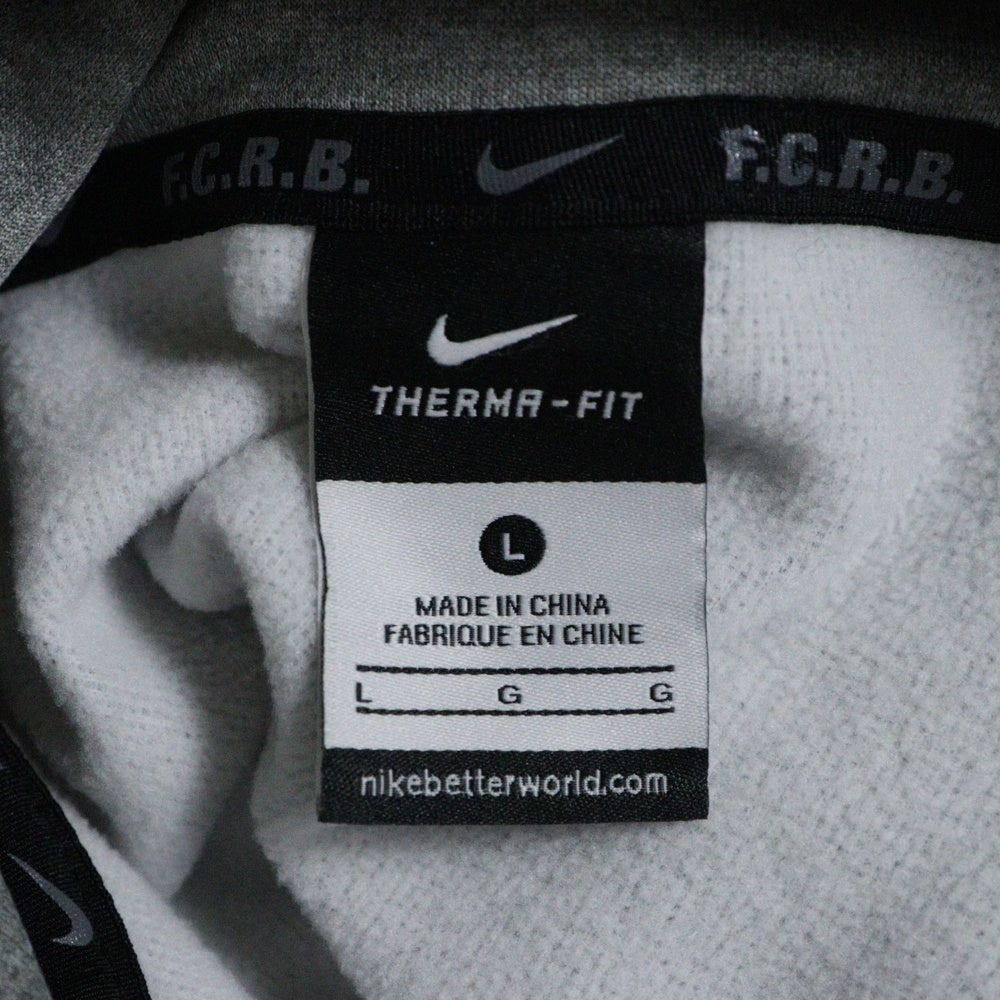 F.C.R.B. F.C.R.B.
THERMA-FIT
L
MADE IN CHINA
FABRIQUE EN CHINE
L G G
nikebetterworld.com